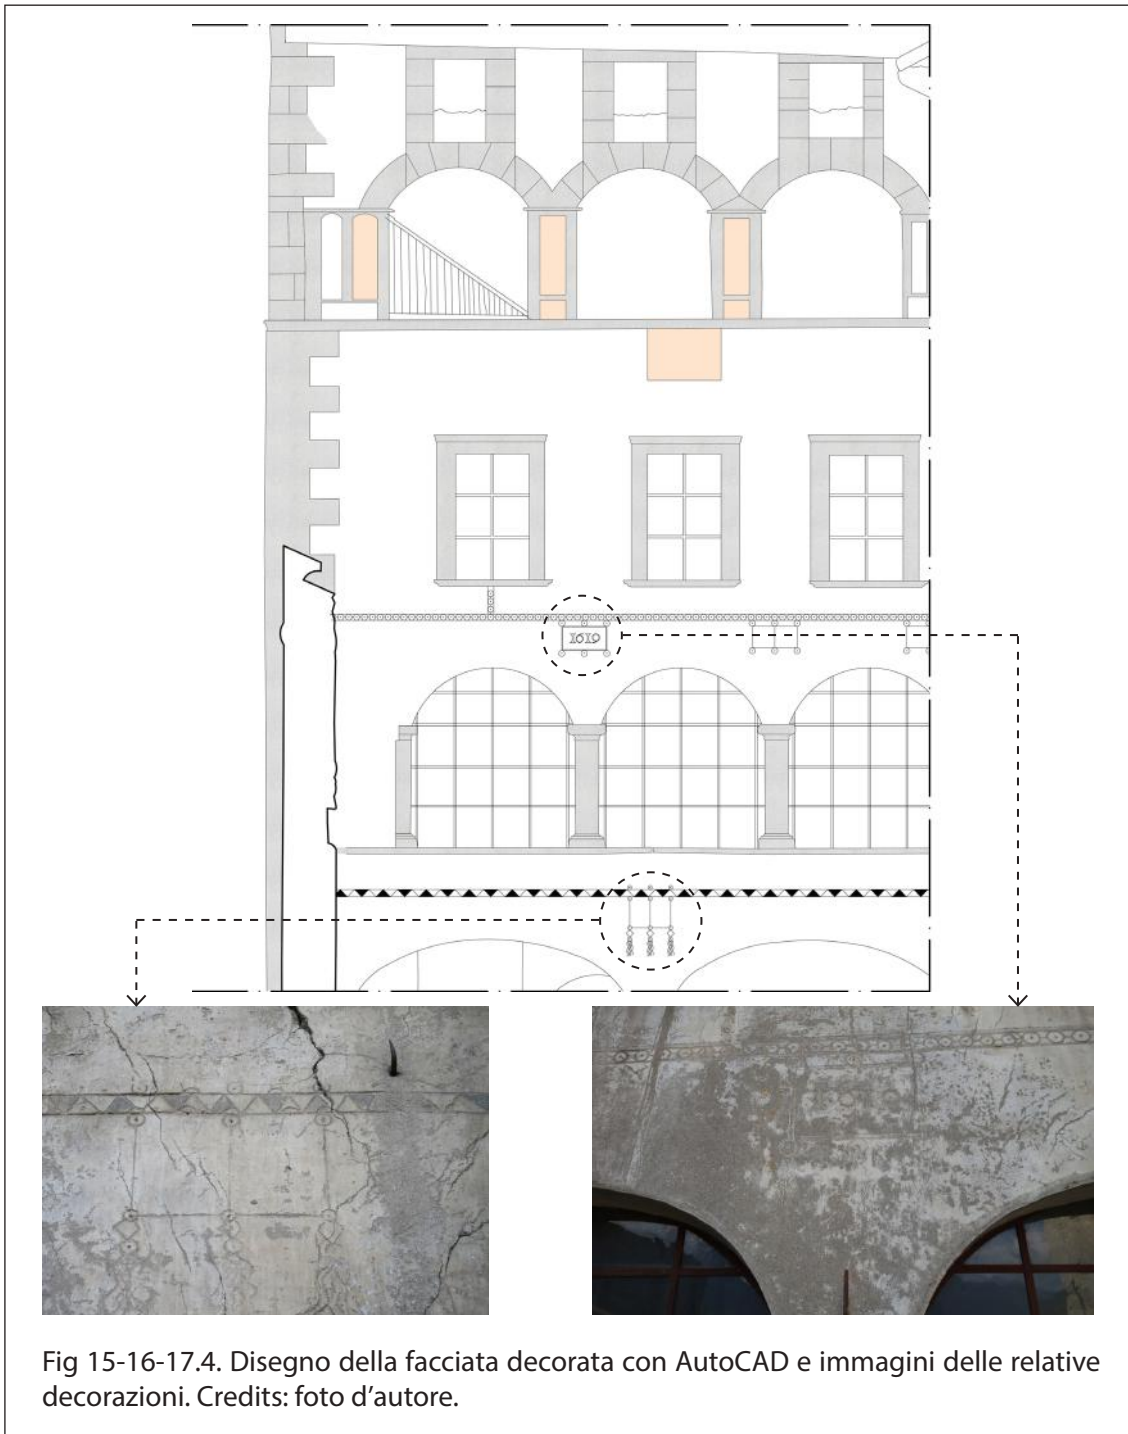 1619
Fig 15-16-17.4. Disegno della facciata decorata con AutoCAD e immagini delle relative
decorazioni. Credits: foto d’autore.